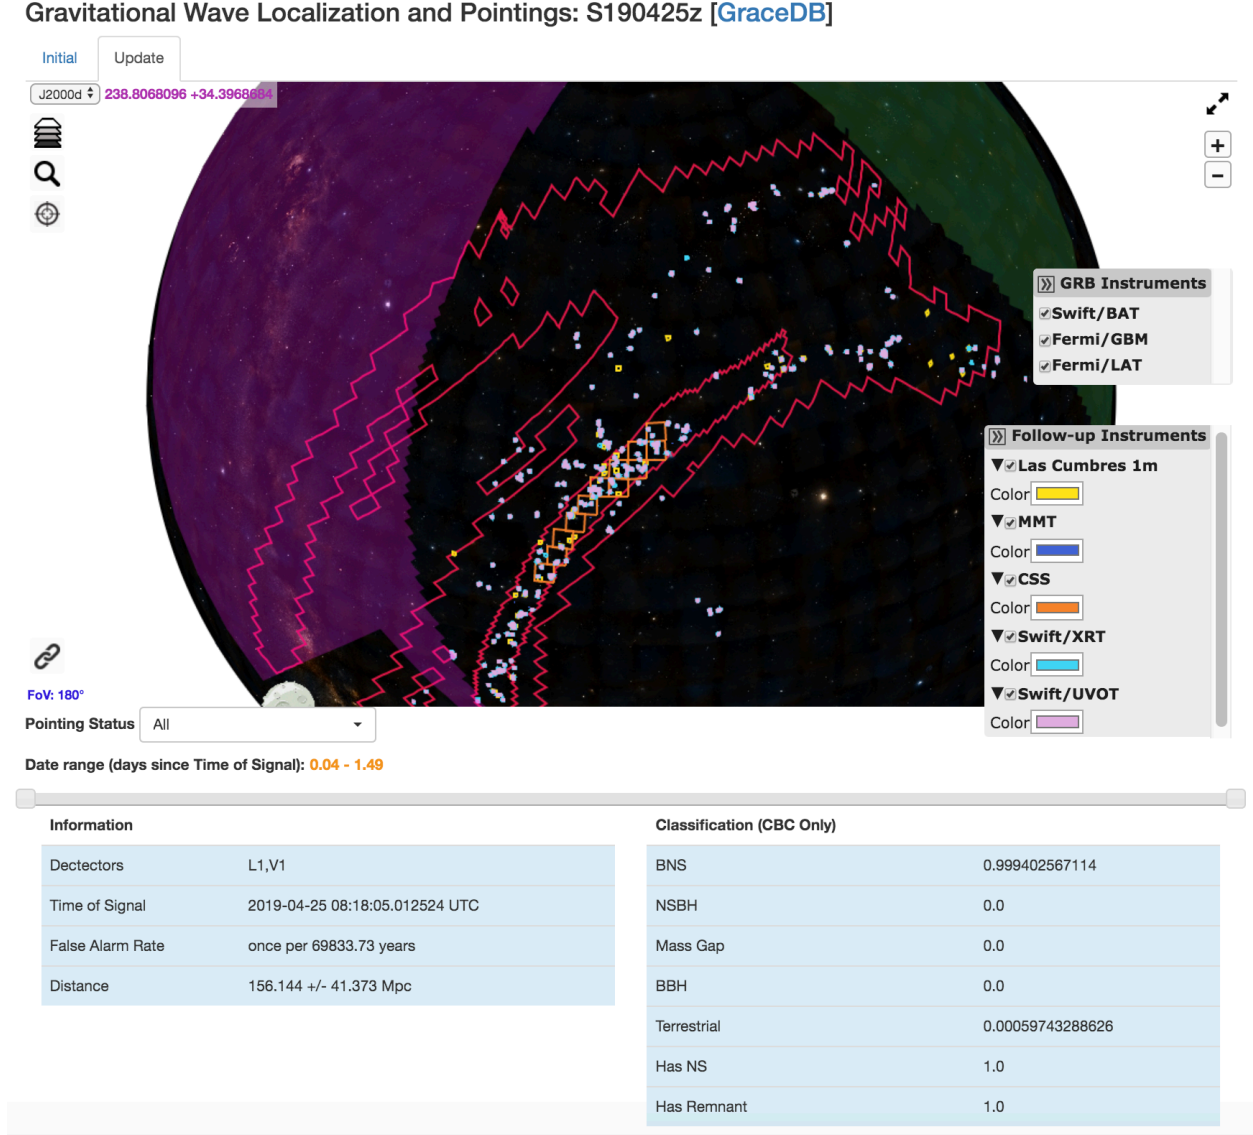 Gravitational Wave Localization and Pointings: S190425z [GraceDB]
Initial
Update
J2000d 238.8068096 +34.3968684
+
−
GRB Instruments
Swift/BAT
Fermi/GBM
Fermi/LAT
Follow-up Instruments
Las Cumbres 1m
Color
MMT
Color
CSS
Color
Swift/XRT
Color
Swift/UVOT
Color
FoV: 180°
Pointing Status All
Date range (days since Time of Signal): 0.04 - 1.49
Information
Dectectors L1,V1
Time of Signal 2019-04-25 08:18:05.012524 UTC
False Alarm Rate once per 69833.73 years
Distance 156.144 +/- 41.373 Mpc
Classification (CBC Only)
BNS 0.999402567114
NSBH 0.0
Mass Gap 0.0
BBH 0.0
Terrestrial 0.00059743288626
Has NS 1.0
Has Remnant 1.0